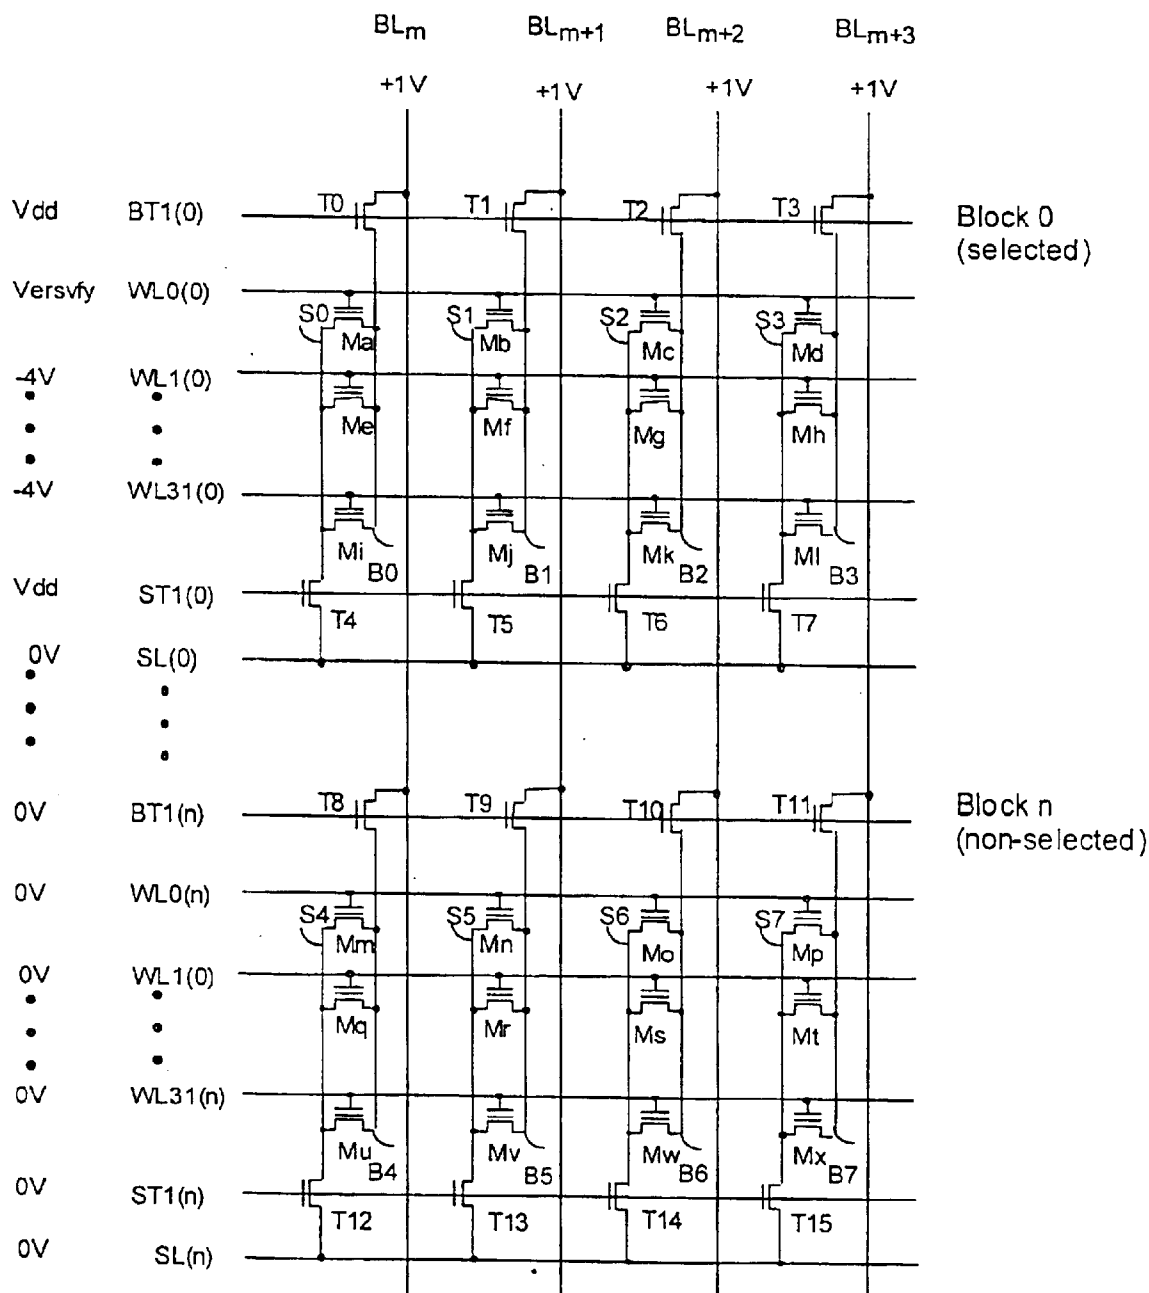 BLm BLm+1 BLm+2 BLm+3
+1V +1V +1V +1V
Vdd BT1(0) T0 T1 T2 T3 Block 0
(selected)
Versvfy WL0(0)
S0 S1 S2 S3
Ma Mb Mc Md
-4V WL1(0)
Me Mf Mg Mh
-4V WL31(0)
Mi Mj Mk Ml
B0 B1 B2 B3
Vdd ST1(0)
T4 T5 T6 T7
0V SL(0)
0V BT1(n) T8 T9 T10 T11 Block n
(non-selected)
0V WL0(n)
S4 S5 S6 S7
Mm Mn Mo Mp
0V WL1(0)
Mq Mr Ms Mt
0V WL31(n)
Mu Mv Mw Mx
B4 B5 B6 B7
0V ST1(n)
T12 T13 T14 T15
0V SL(n)